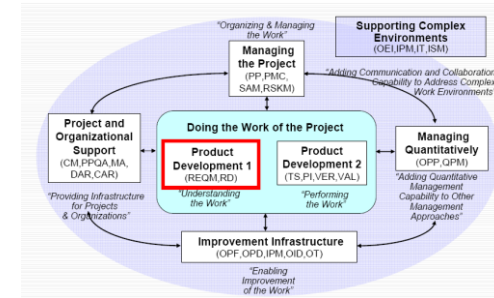 "Organizing & Managing
the Work"
Supporting Complex
Environments
(OEI,IPM,IT,ISM)
Managing
the Project
(PP,PMC,
SAM,RSKM)
"Adding Communication and Collaboration
Capability to Address Complex
Work Environments"
Project and
Organizational
Support
(CM,PPQA,MA,
DAR,CAR)
Doing the Work of the Project
Product
Development 1
(REQM,RD)
Product
Development 2
(TS,PI,VER,VAL)
Managing
Quantitatively
(OPP,QPM)
"Understanding
the Work"
"Performing
the Work"
"Providing Infrastructure
for Projects
& Organizations"
"Adding Quantitative
Management
Capability to Other
Management
Approaches"
Improvement Infrastructure
(OPF,OPD,IPM,OID,OT)
"Enabling
Improvement
of the Work"